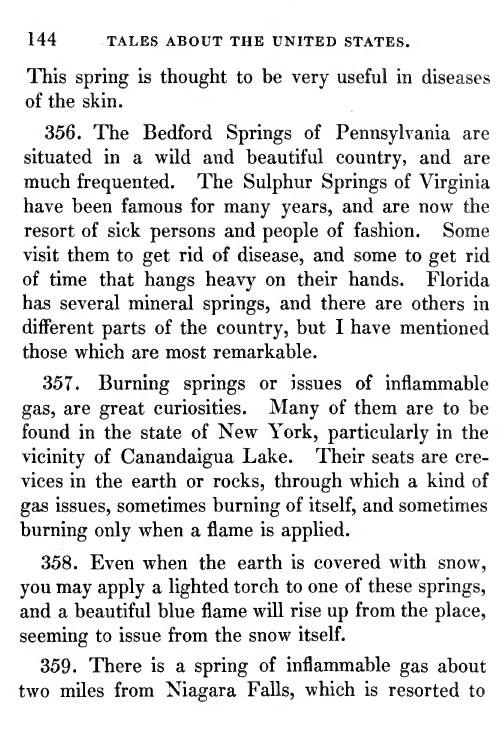 144 TALES ABOUT THE UNITED STATES.
This spring is thought to be very useful in diseases
of the skin.
356. The Bedford Springs of Pennsylvania are
situated in a wild and beautiful country, and are
much frequented. The Sulphur Springs of Virginia
have been famous for many years, and are now the
resort of sick persons and people of fashion. Some
visit them to get rid of disease, and some to get rid
of time that hangs heavy on their hands. Florida
has several mineral springs, and there are others in
different parts of the country, but I have mentioned
those which are most remarkable.
357. Burning springs or issues of inflammable
gas, are great curiosities. Many of them are to be
found in the state of New York, particularly in the
vicinity of Canandaigua Lake. Their seats are cre-
vices in the earth or rocks, through which a kind of
gas issues, sometimes burning of itself, and sometimes
burning only when a flame is applied.
358. Even when the earth is covered with snow,
you may apply a lighted torch to one of these springs,
and a beautiful blue flame will rise up from the place,
seeming to issue from the snow itself.
359. There is a spring of inflammable gas about
two miles from Niagara Falls, which is resorted to